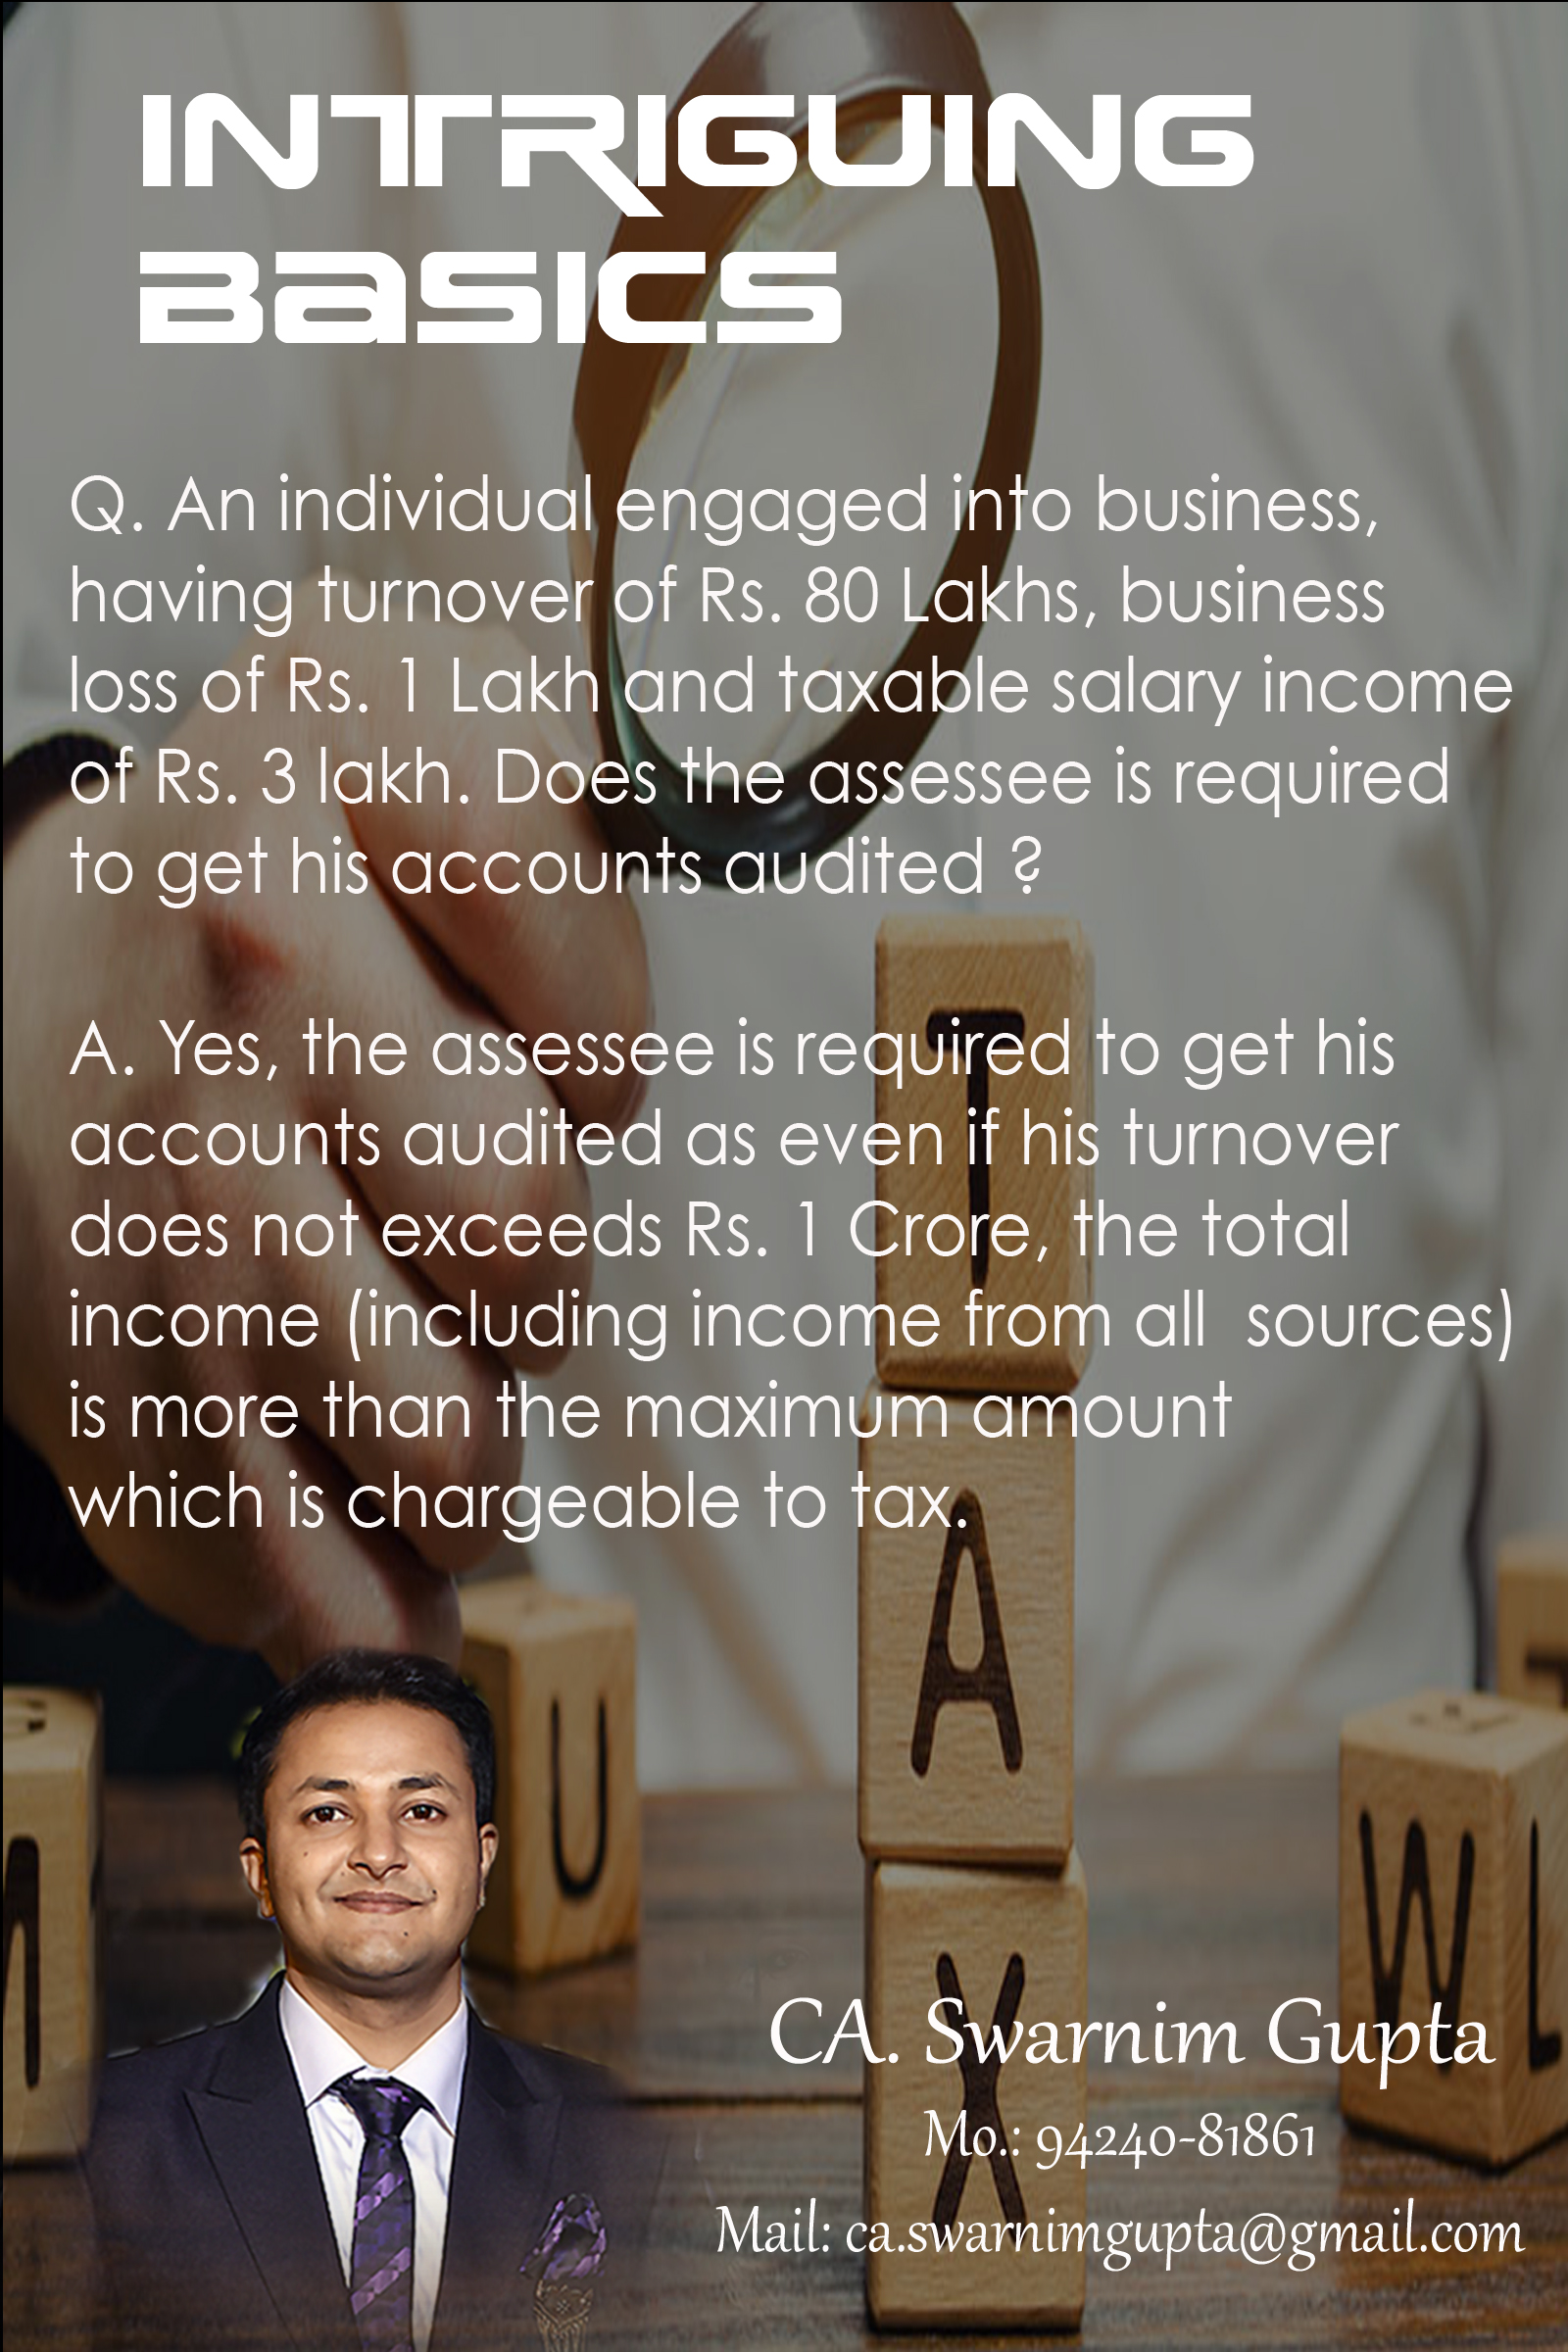 INTRIGUING
BaSICS
Q. An individual engaged into business,
having turnover of Rs. 80 Lakhs, business
loss of Rs. 1 Lakh and taxable salary income
of Rs. 3 lakh. Does the assessee is required
to get his accounts audited ?
A. Yes, the assessee is required to get his
accounts audited as even if his turnover
does not exceeds Rs. 1 Crore, the total
income (including income from all sources)
is more than the maximum amount
which is chargeable to tax.
T
A
X
U
W L
CA. Swarnim Gupta
Mo.: 94240-81861
Mail: ca.swarnimgupta@gmail.com